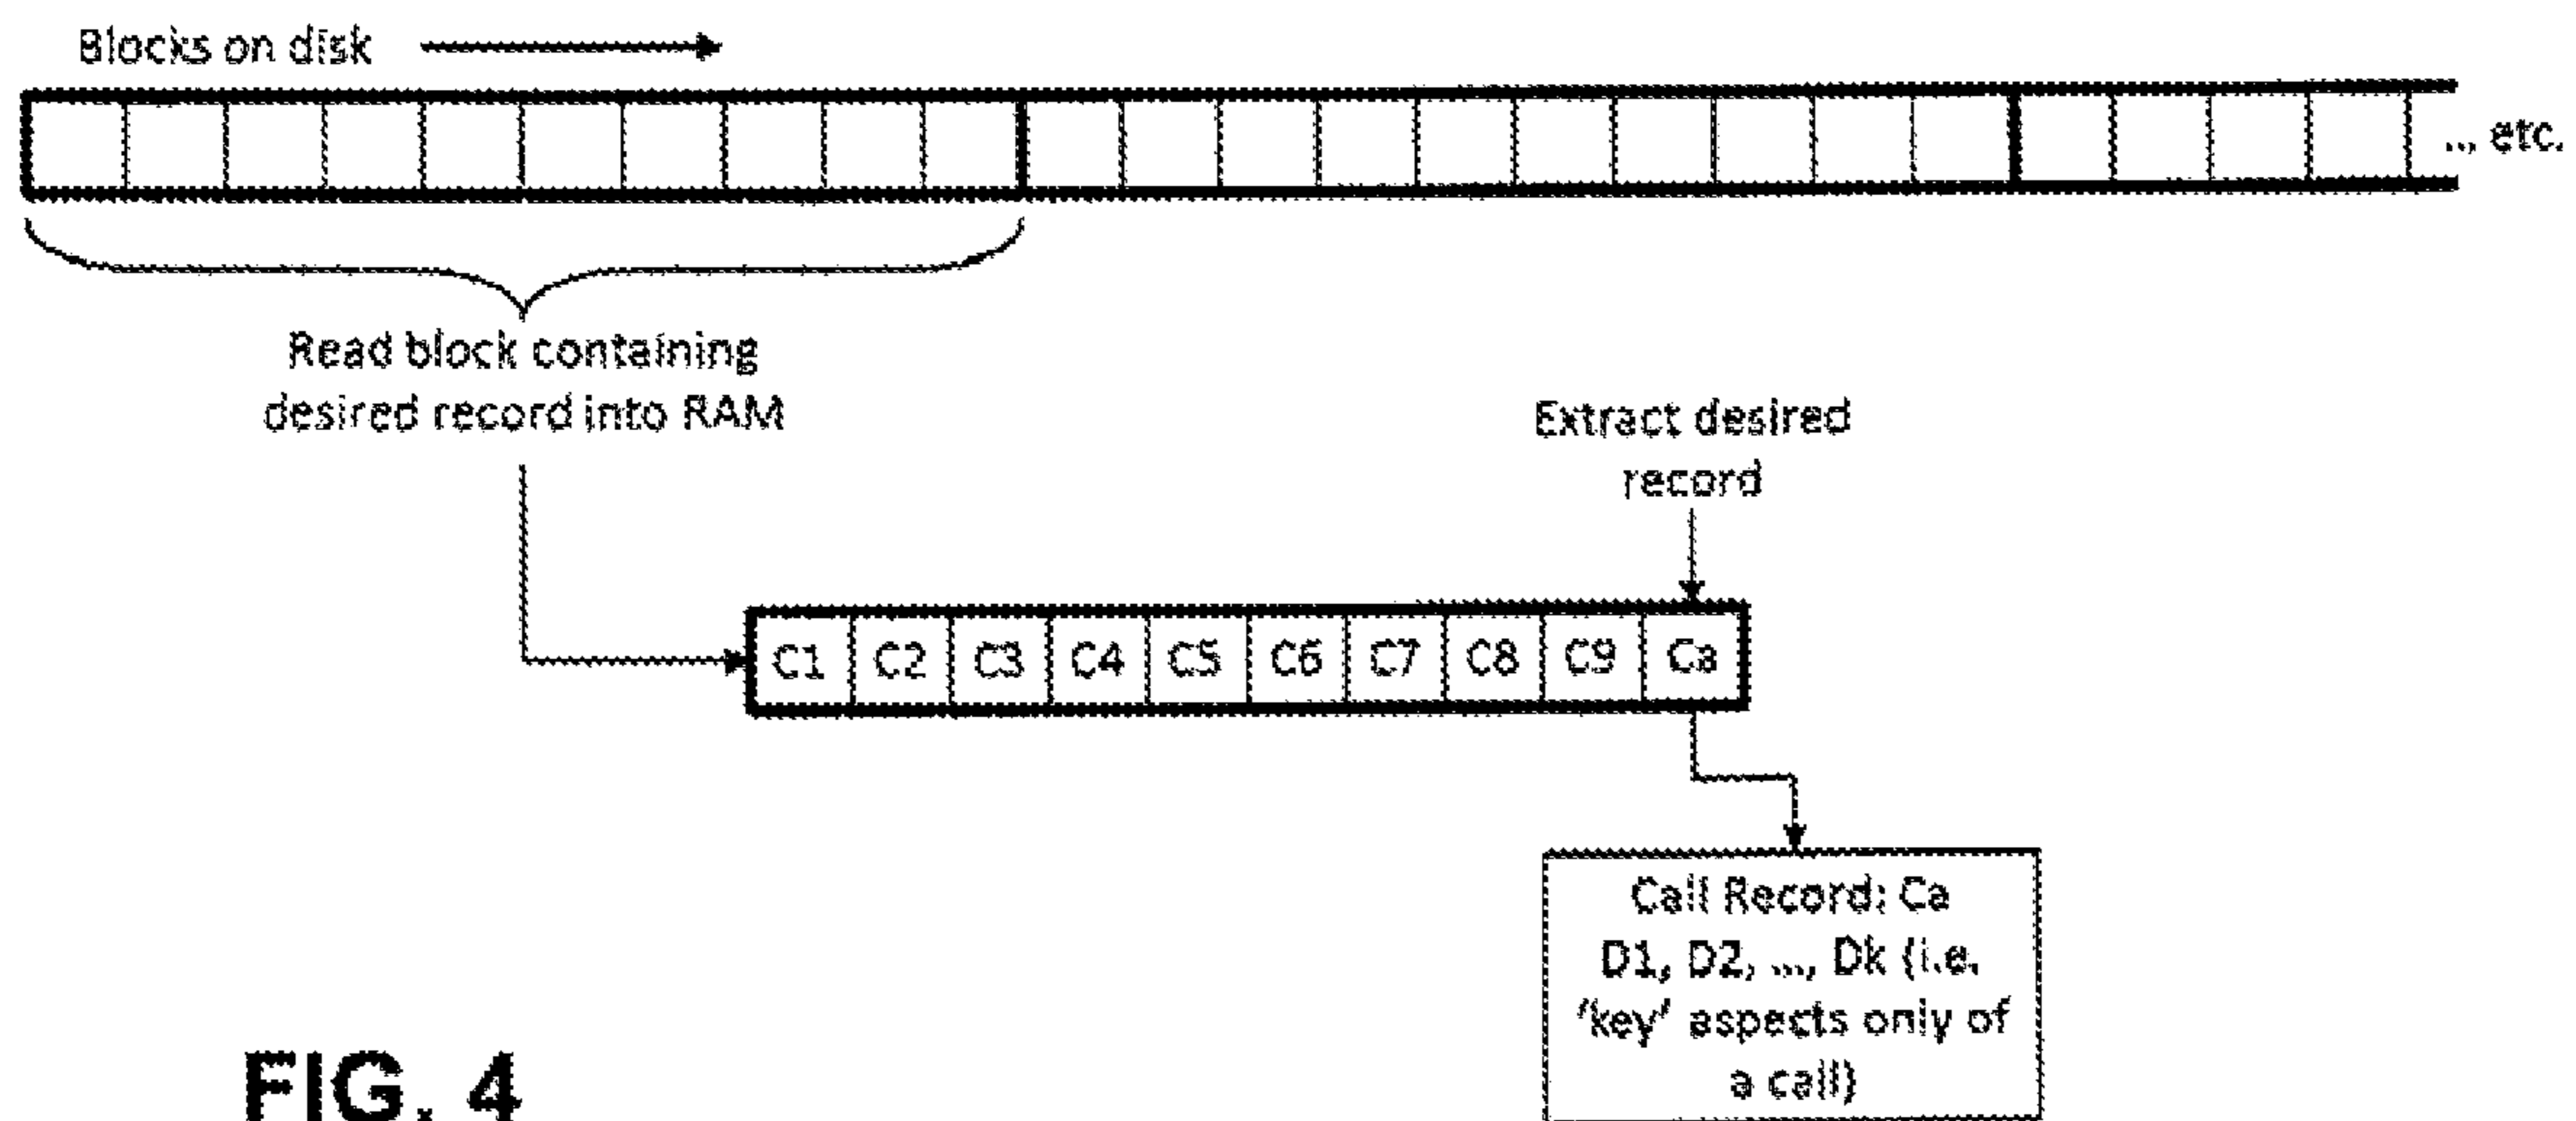 Blocks on disk
... etc.
Read block containing
desired record into RAM
Extract desired
record
C1 C2 C3 C4 C5 C6 C7 C8 C9 Ca
Call Record: Ca
D1, D2, ..., Dk (i.e.
'key' aspects only of
a call)
FIG. 4